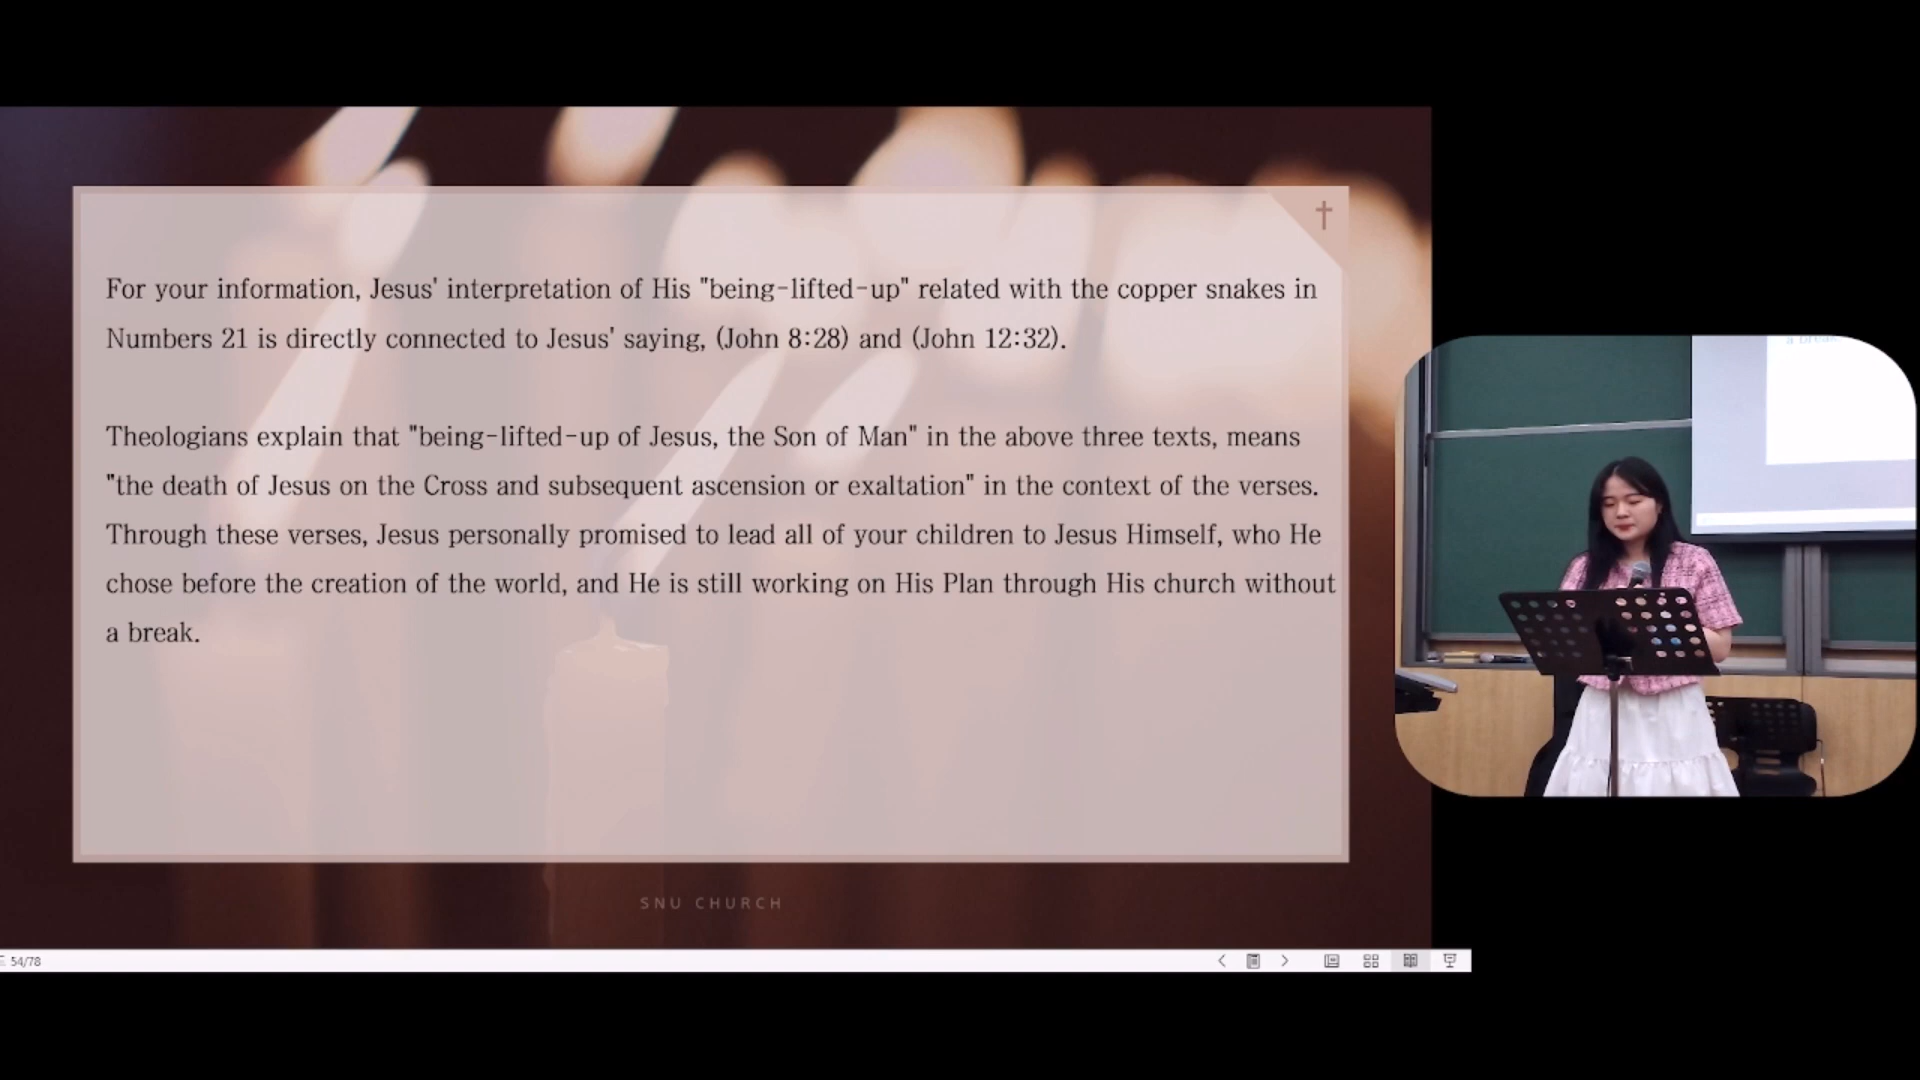 For your information, Jesus' interpretation of His "being-lifted-up" related with the copper snakes in
Numbers 21 is directly connected to Jesus' saying, (John 8:28) and (John 12:32).
Theologians explain that "being-lifted-up of Jesus, the Son of Man" in the above three texts, means
"the death of Jesus on the Cross and subsequent ascension or exaltation" in the context of the verses.
Through these verses, Jesus personally promised to lead all of your children to Jesus Himself, who He
chose before the creation of the world, and He is still working on His Plan through His church without
a break.
a break.
SNU CHURCH
54/78